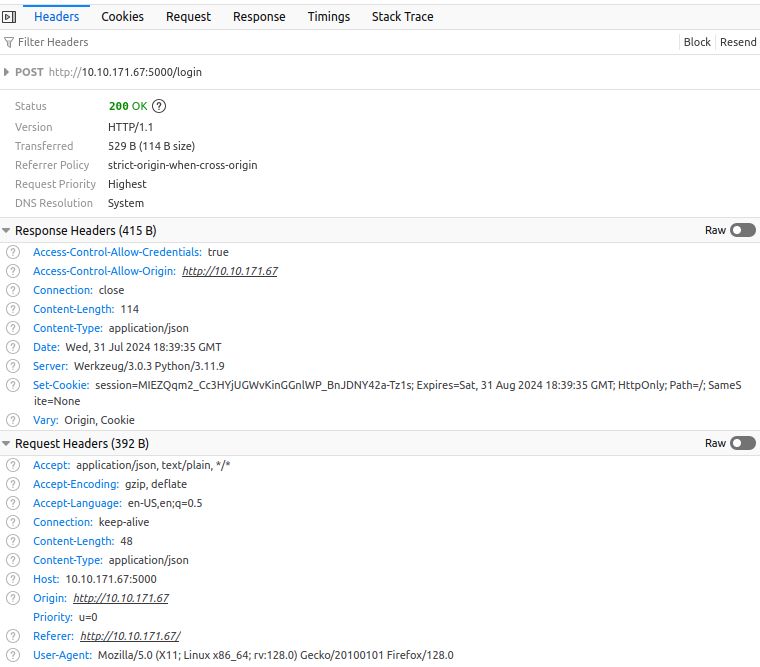 Headers Cookies Request Response Timings Stack Trace
Filter Headers Block Resend
POST http://10.10.171.67:5000/login
Status 200 OK ?
Version HTTP/1.1
Transferred 529 B (114 B size)
Referrer Policy strict-origin-when-cross-origin
Request Priority Highest
DNS Resolution System
Response Headers (415 B) Raw
? Access-Control-Allow-Credentials: true
? Access-Control-Allow-Origin: http://10.10.171.67
? Connection: close
? Content-Length: 114
? Content-Type: application/json
? Date: Wed, 31 Jul 2024 18:39:35 GMT
? Server: Werkzeug/3.0.3 Python/3.11.9
? Set-Cookie: session=MIEZQqm2_Cc3HYjUGWvKinGGnlWP_BnJDNY42a-Tz1s; Expires=Sat, 31 Aug 2024 18:39:35 GMT; HttpOnly; Path=/; SameS
ite=None
? Vary: Origin, Cookie
Request Headers (392 B) Raw
? Accept: application/json, text/plain, */*
? Accept-Encoding: gzip, deflate
? Accept-Language: en-US,en;q=0.5
? Connection: keep-alive
? Content-Length: 48
? Content-Type: application/json
? Host: 10.10.171.67:5000
? Origin: http://10.10.171.67
Priority: u=0
? Referer: http://10.10.171.67/
? User-Agent: Mozilla/5.0 (X11; Linux x86_64; rv:128.0) Gecko/20100101 Firefox/128.0